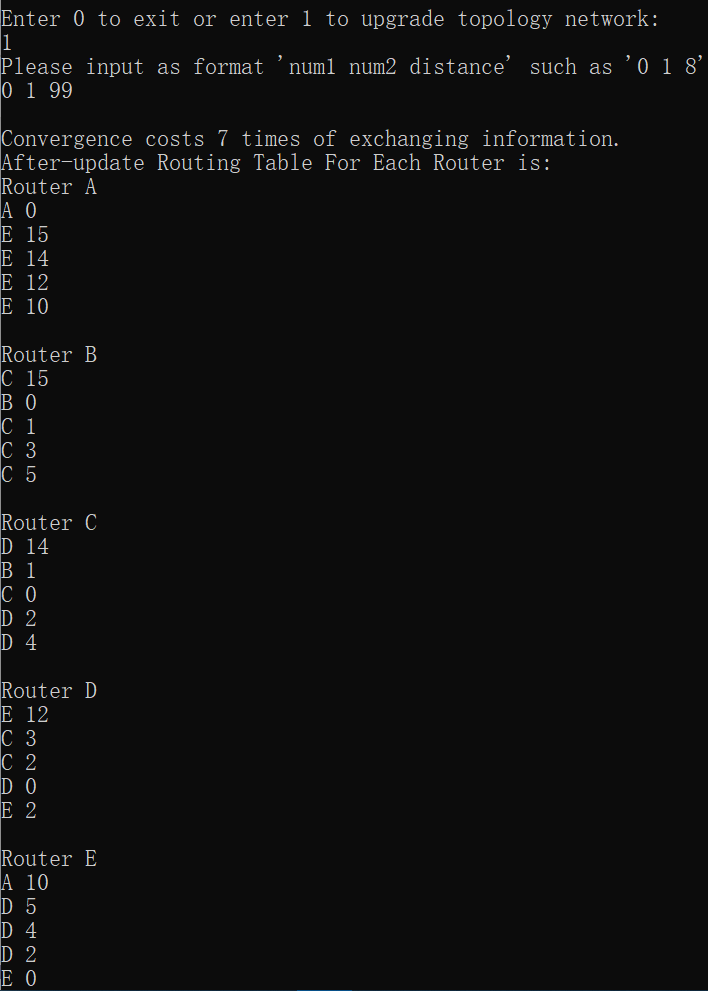 Enter 0 to exit or enter 1 to upgrade topology network:
1
Please input as format 'num1 num2 distance' such as '0 1 8'
0 1 99
Convergence costs 7 times of exchanging information.
After-update Routing Table For Each Router is:
Router A
A 0
E 15
E 14
E 12
E 10
Router B
C 15
B 0
C 1
C 3
C 5
Router C
D 14
B 1
C 0
D 2
D 4
Router D
E 12
C 3
C 2
D 0
E 2
Router E
A 10
D 5
D 4
D 2
E 0